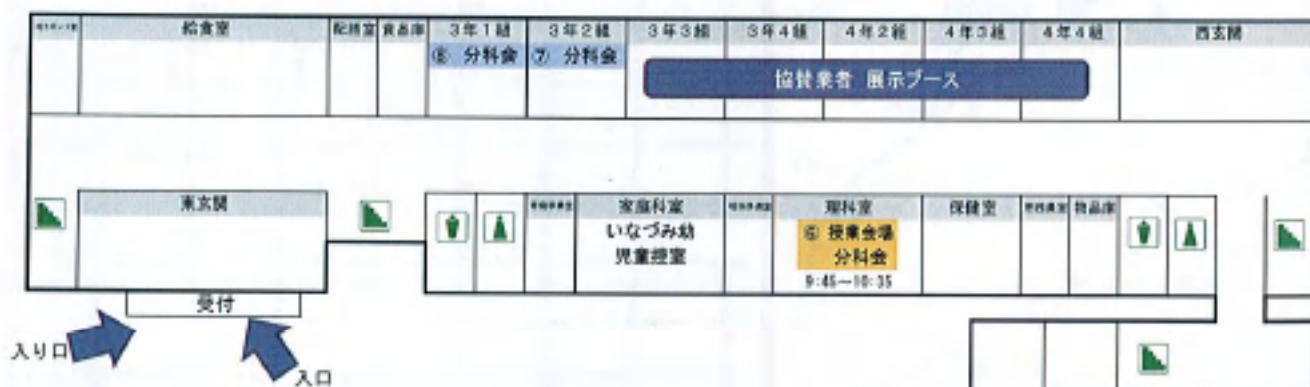 給食室
配膳室
食品庫
3年1組
3年2組
3年3組
3年4組
4年2組
4年3組
4年4組
西玄関
⑧ 分科会
⑦ 分科会
協賛業者 展示ブース
東玄関
家庭科室
理科室
保健室
物品庫
いなづみ幼
児童控室
⑥ 授業会場
分科会
9:45~10:35
受付
入り口
入口